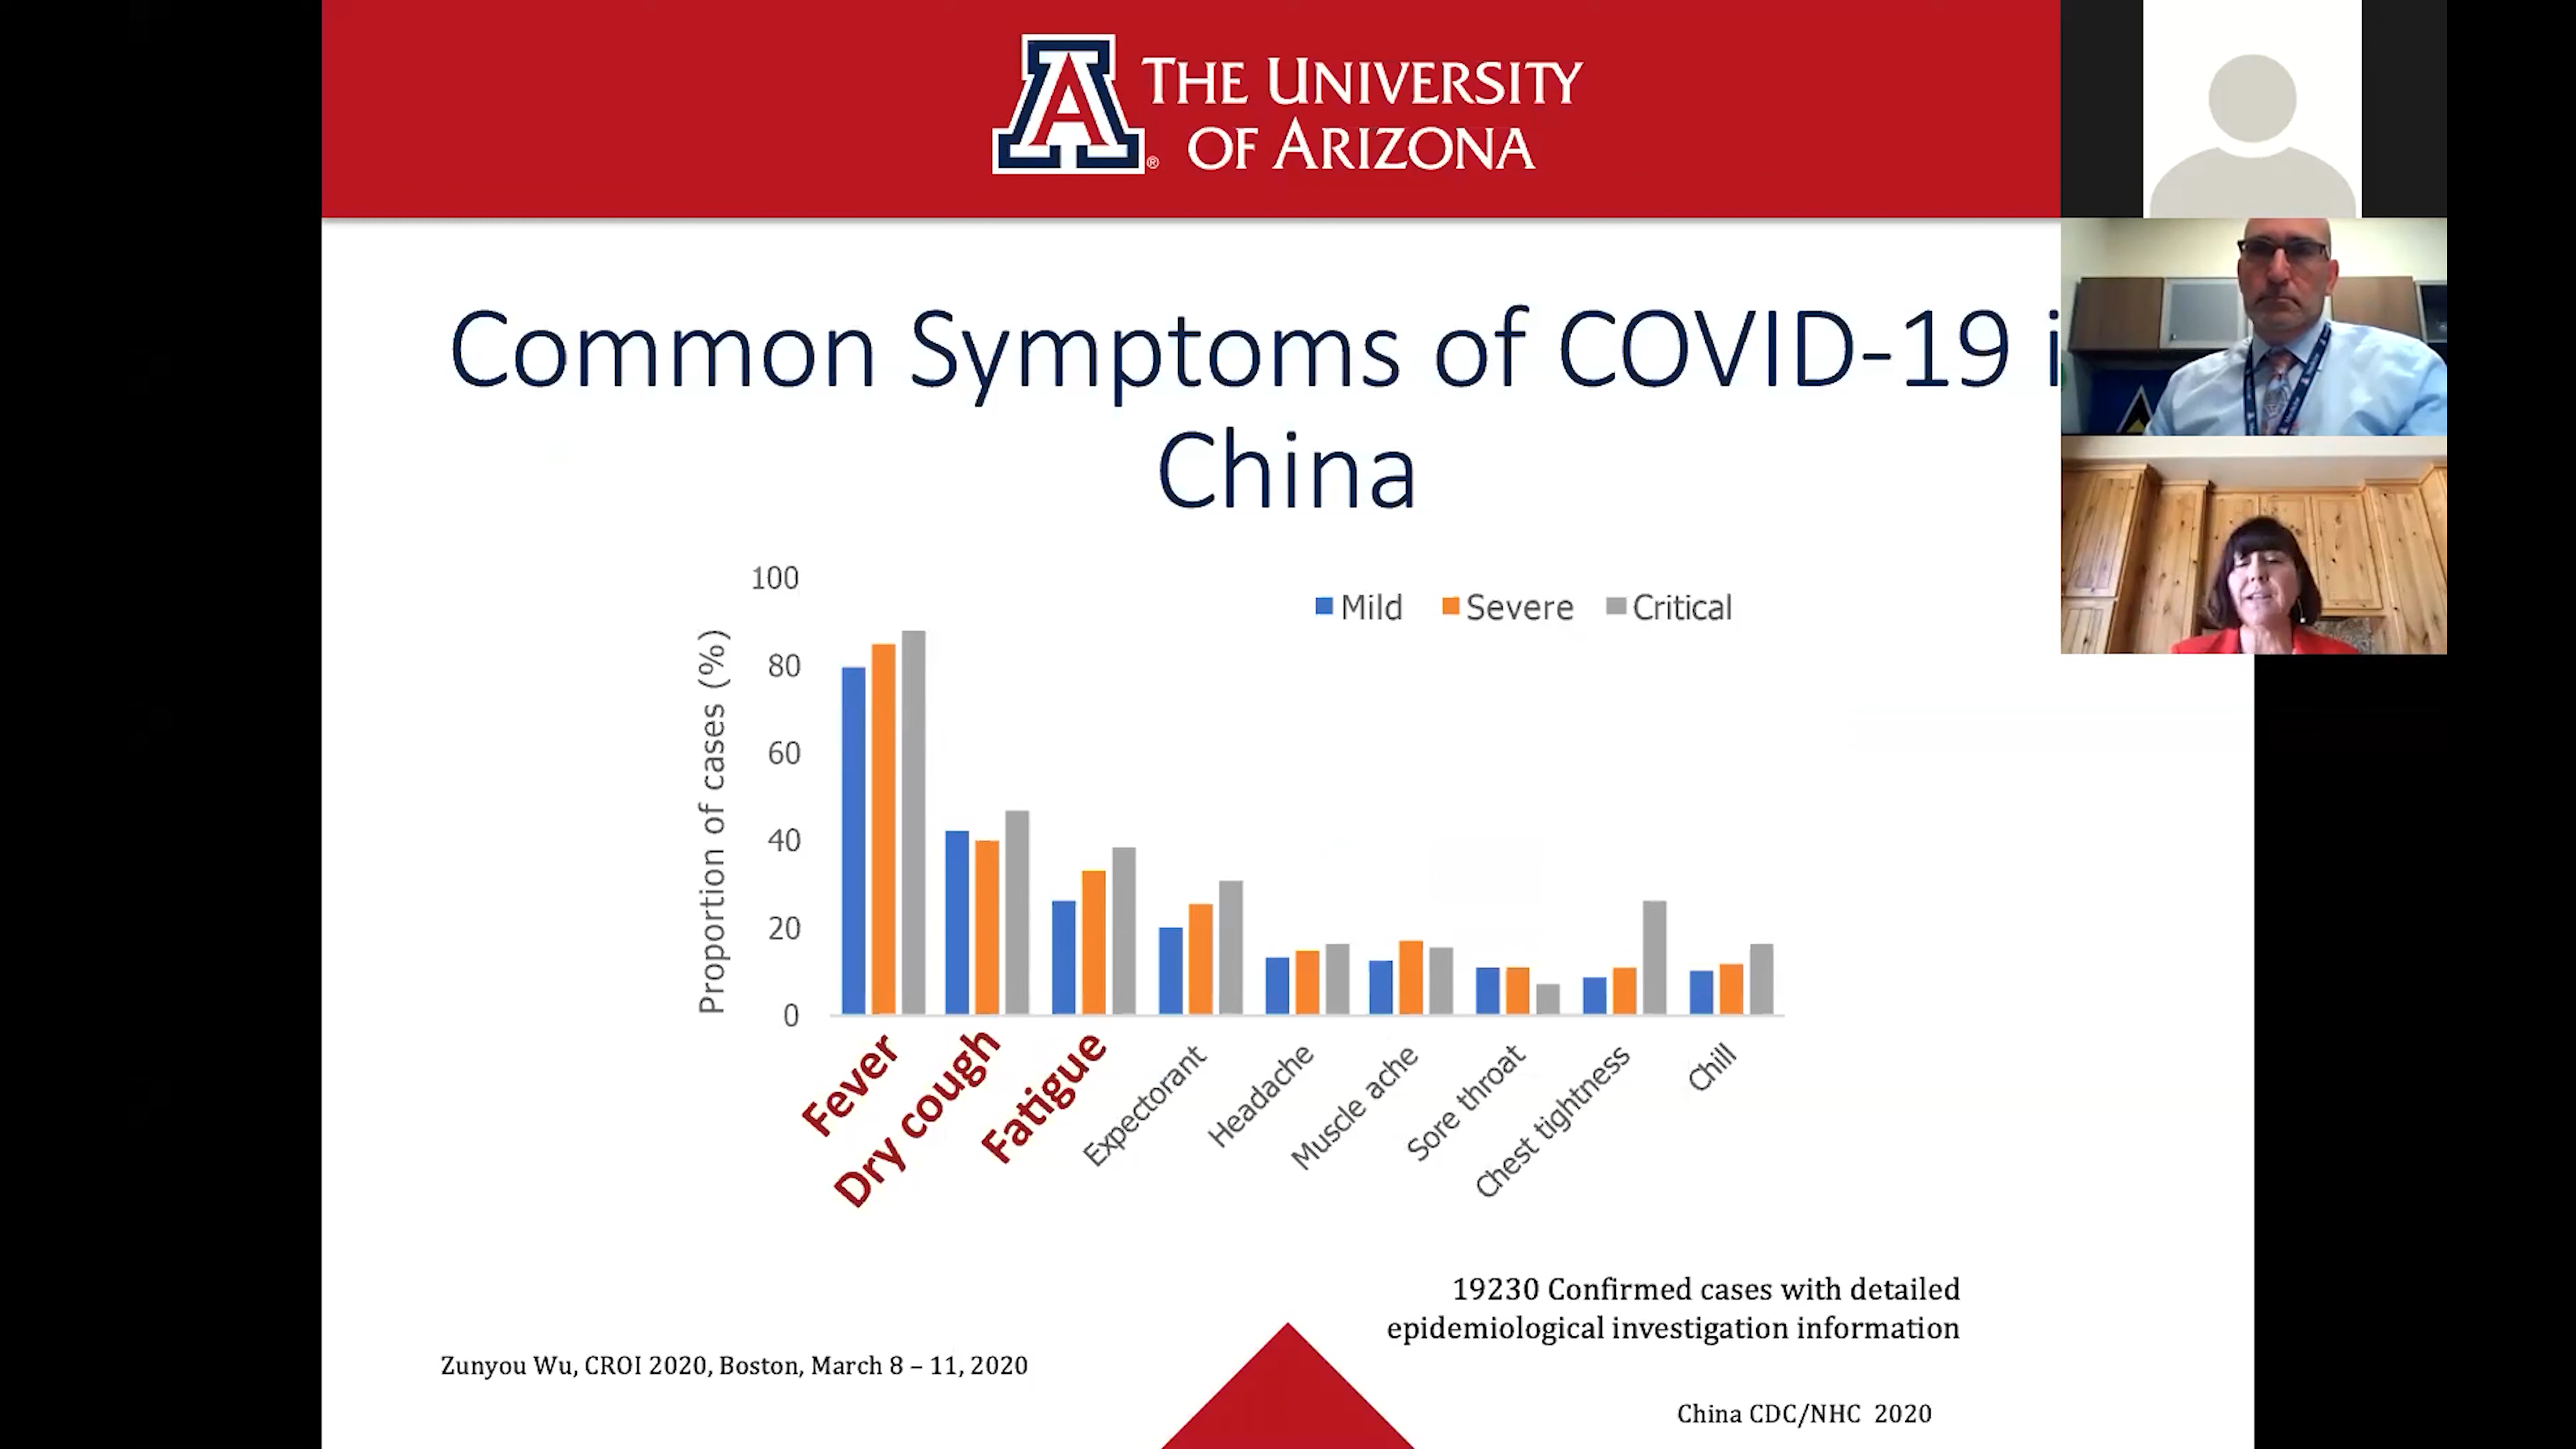 THE UNIVERSITY
OF ARIZONA
®
Common Symptoms of COVID-19 i
China
100
80
60
40
20
0
Proportion of cases (%)
Mild Severe Critical
Fever
Dry cough
Fatigue
Expectorant
Headache
Muscle ache
Sore throat
Chest tightness
Chill
19230 Confirmed cases with detailed
epidemiological investigation information
Zunyou Wu, CROI 2020, Boston, March 8 – 11, 2020
China CDC/NHC 2020